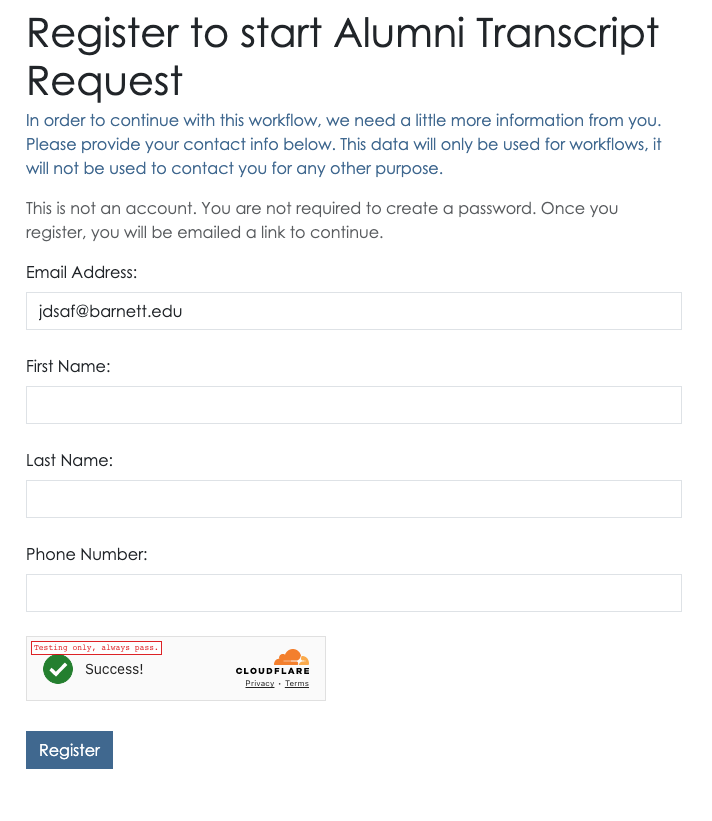 Register to start Alumni Transcript
Request
In order to continue with this workflow, we need a little more information from you.
Please provide your contact info below. This data will only be used for workflows, it
will not be used to contact you for any other purpose.
This is not an account. You are not required to create a password. Once you
register, you will be emailed a link to continue.
Email Address:
jdsaf@barnett.edu
First Name:
Last Name:
Phone Number:
Testing only, always pass.
Success!
CLOUDFLARE
Privacy • Terms
Register